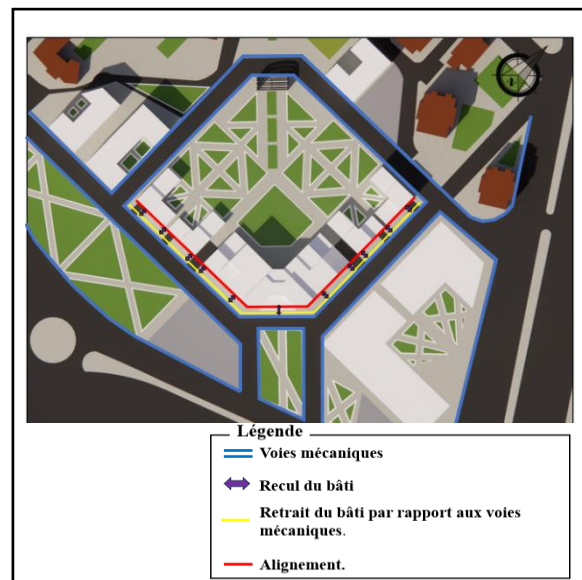 Légende
Voies mécaniques
Recul du bâti
Retrait du bâti par rapport aux voies
mécaniques.
Alignement.